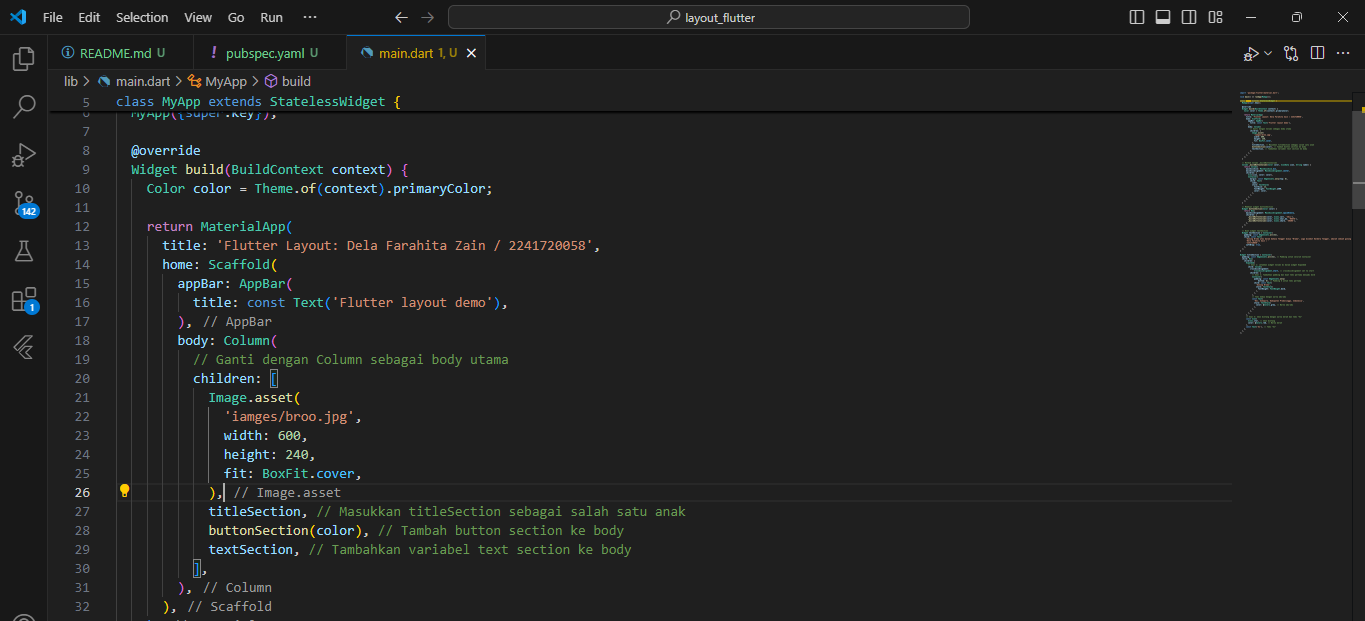 File Edit Selection View Go Run ··· ← → layout_flutter
README.md U pubspec.yaml U main.dart 1, U
lib > main.dart > MyApp > build
5 class MyApp extends StatelessWidget {
6 MyApp({super.key});
7
8 @override
9 Widget build(BuildContext context) {
10 Color color = Theme.of(context).primaryColor;
11
12 return MaterialApp(
13 title: 'Flutter Layout: Dela Farahita Zain / 2241720058',
14 home: Scaffold(
15 appBar: AppBar(
16 title: const Text('Flutter layout demo'),
17 ), // AppBar
18 body: Column(
19 // Ganti dengan Column sebagai body utama
20 children: [
21 Image.asset(
22 'iamges/broo.jpg',
23 width: 600,
24 height: 240,
25 fit: BoxFit.cover,
26 ), // Image.asset
27 titleSection, // Masukkan titleSection sebagai salah satu anak
28 buttonSection(color), // Tambah button section ke body
29 textSection, // Tambahkan variabel text section ke body
30 ],
31 ), // Column
32 ), // Scaffold
142
1